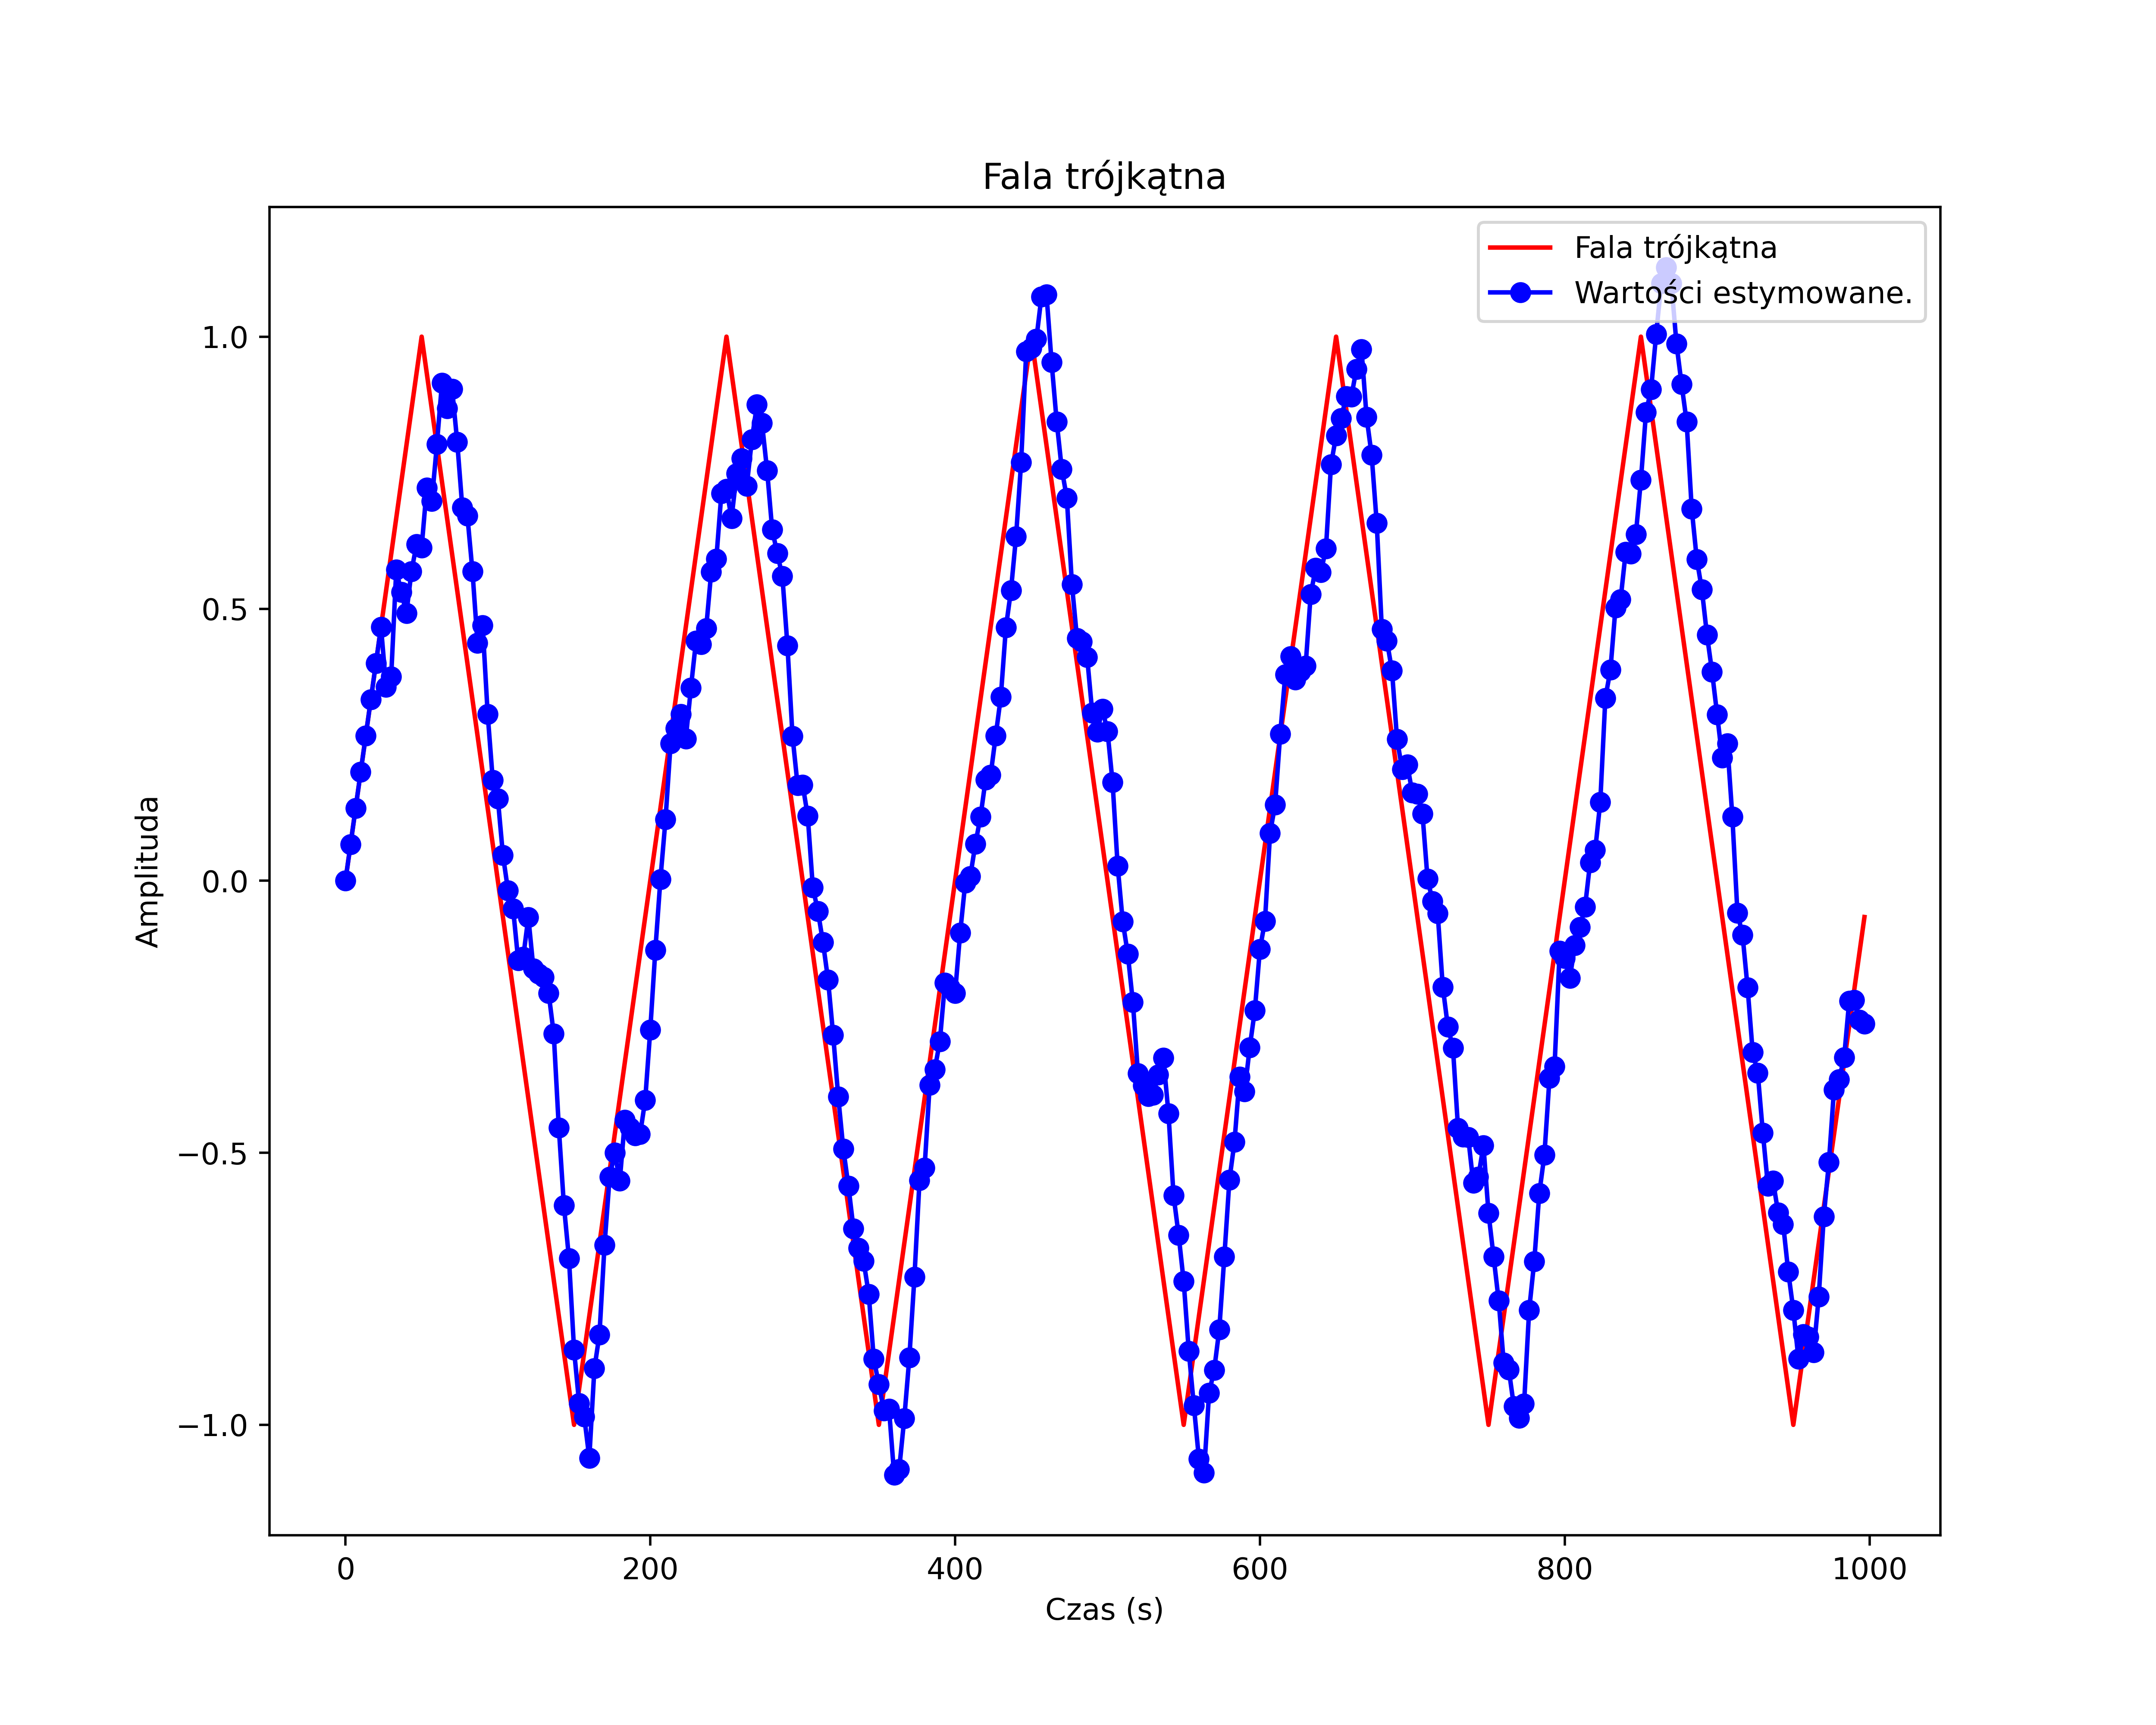 Fala trójkątna
Fala trójkątna
Wartości estymowane.
1.0
0.5
0.0
−0.5
−1.0
Amplituda
0
200
400
600
800
1000
Czas (s)